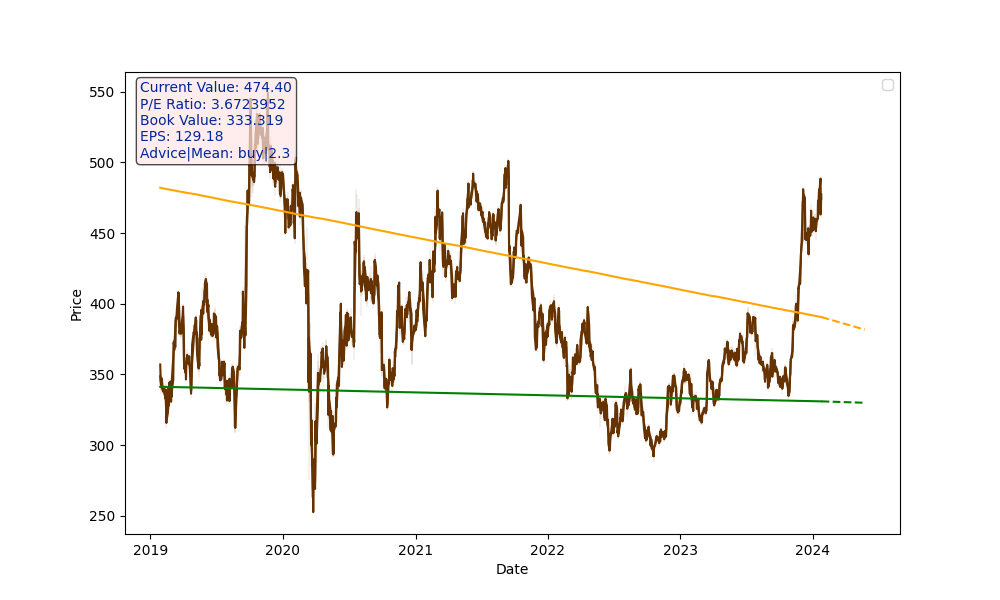 Current Value: 474.40
P/E Ratio: 3.6723952
Book Value: 333.319
EPS: 129.18
Advice|Mean: buy|2.3
550
500
450
400
350
300
250
Price
2019 2020 2021 2022 2023 2024
Date